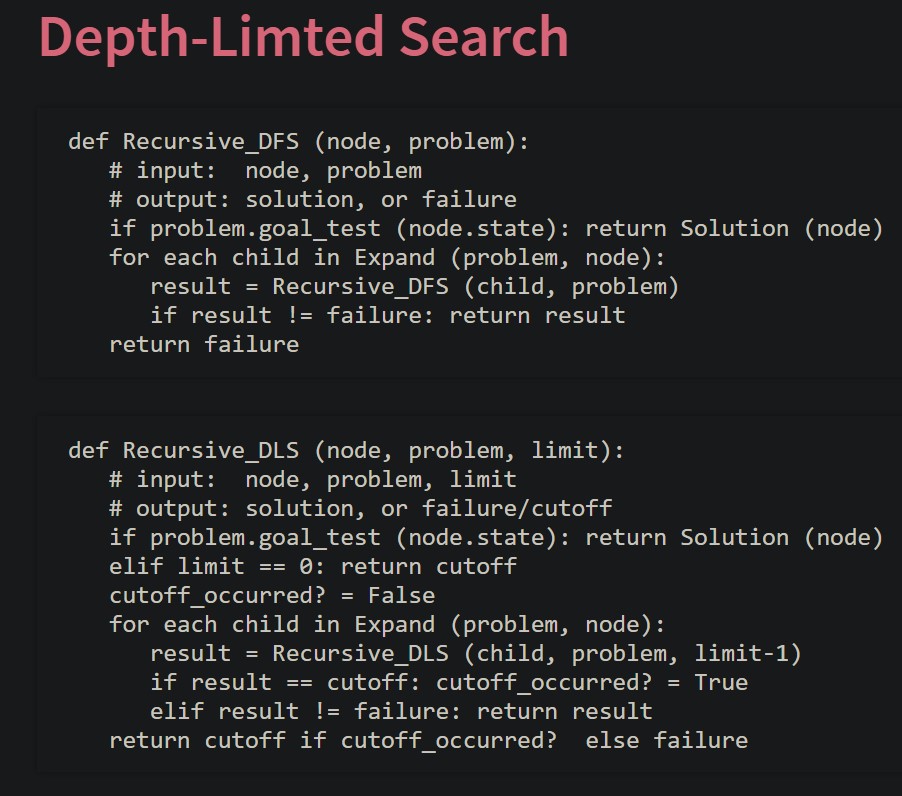 Depth-Limted Search
def Recursive_DFS (node, problem):
   # input:  node, problem
   # output: solution, or failure
   if problem.goal_test (node.state): return Solution (node)
   for each child in Expand (problem, node):
      result = Recursive_DFS (child, problem)
      if result != failure: return result
   return failure
def Recursive_DLS (node, problem, limit):
   # input:  node, problem, limit
   # output: solution, or failure/cutoff
   if problem.goal_test (node.state): return Solution (node)
   elif limit == 0: return cutoff
   cutoff_occurred? = False
   for each child in Expand (problem, node):
      result = Recursive_DLS (child, problem, limit-1)
      if result == cutoff: cutoff_occurred? = True
      elif result != failure: return result
   return cutoff if cutoff_occurred?  else failure